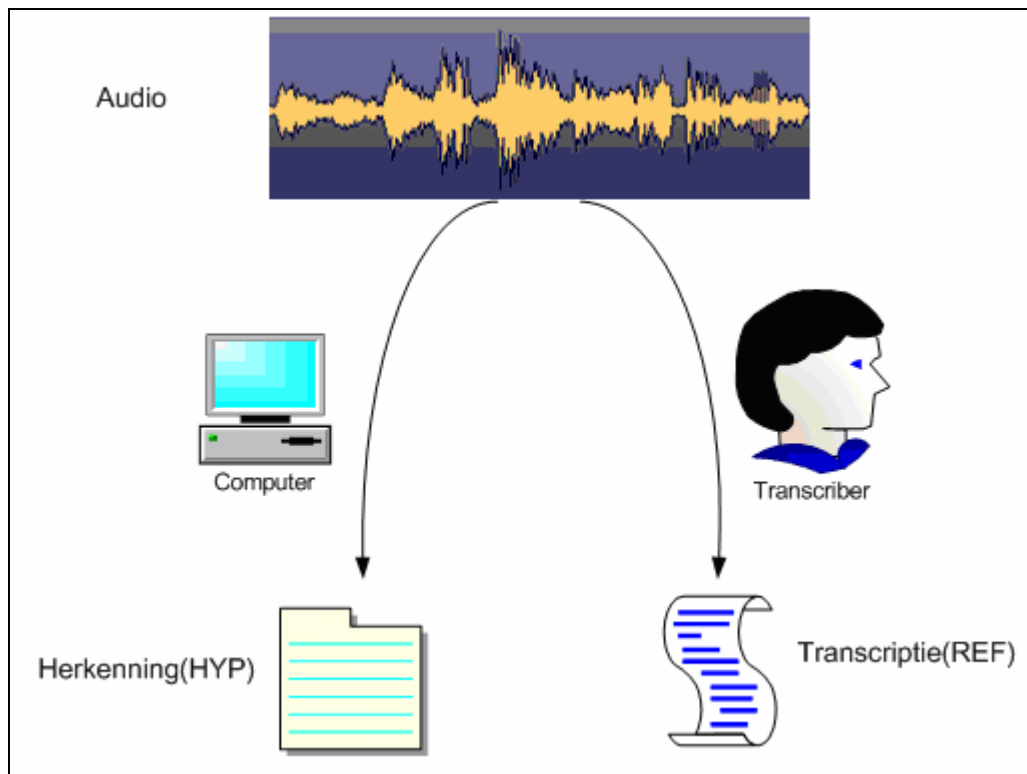 Audio
Computer
Transcriber
Herkenning(HYP)
Transcriptie(REF)